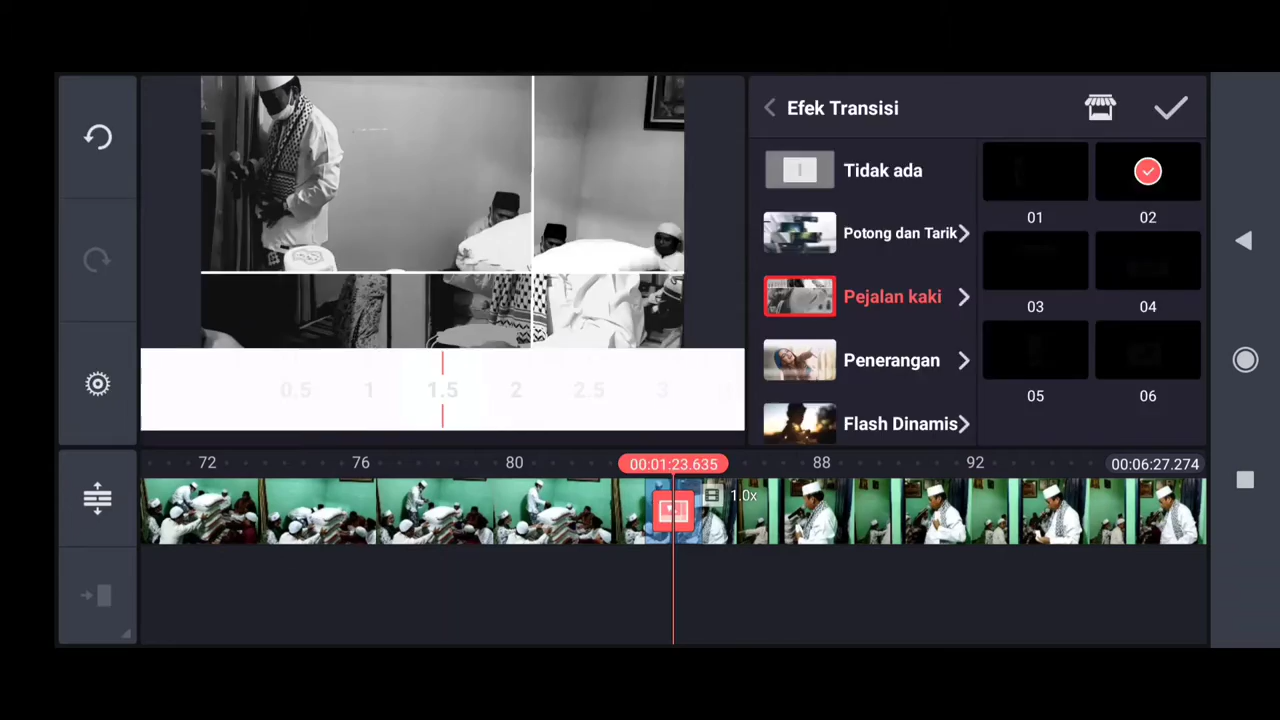 Efek Transisi
Tidak ada
Potong dan Tarik
Pejalan kaki
Penerangan
Flash Dinamis
01
02
03
04
05
06
0.5 1 1.5 2 2.5 3
72 76 80 00:01:23.635 88 92 00:06:27.274
1.0x